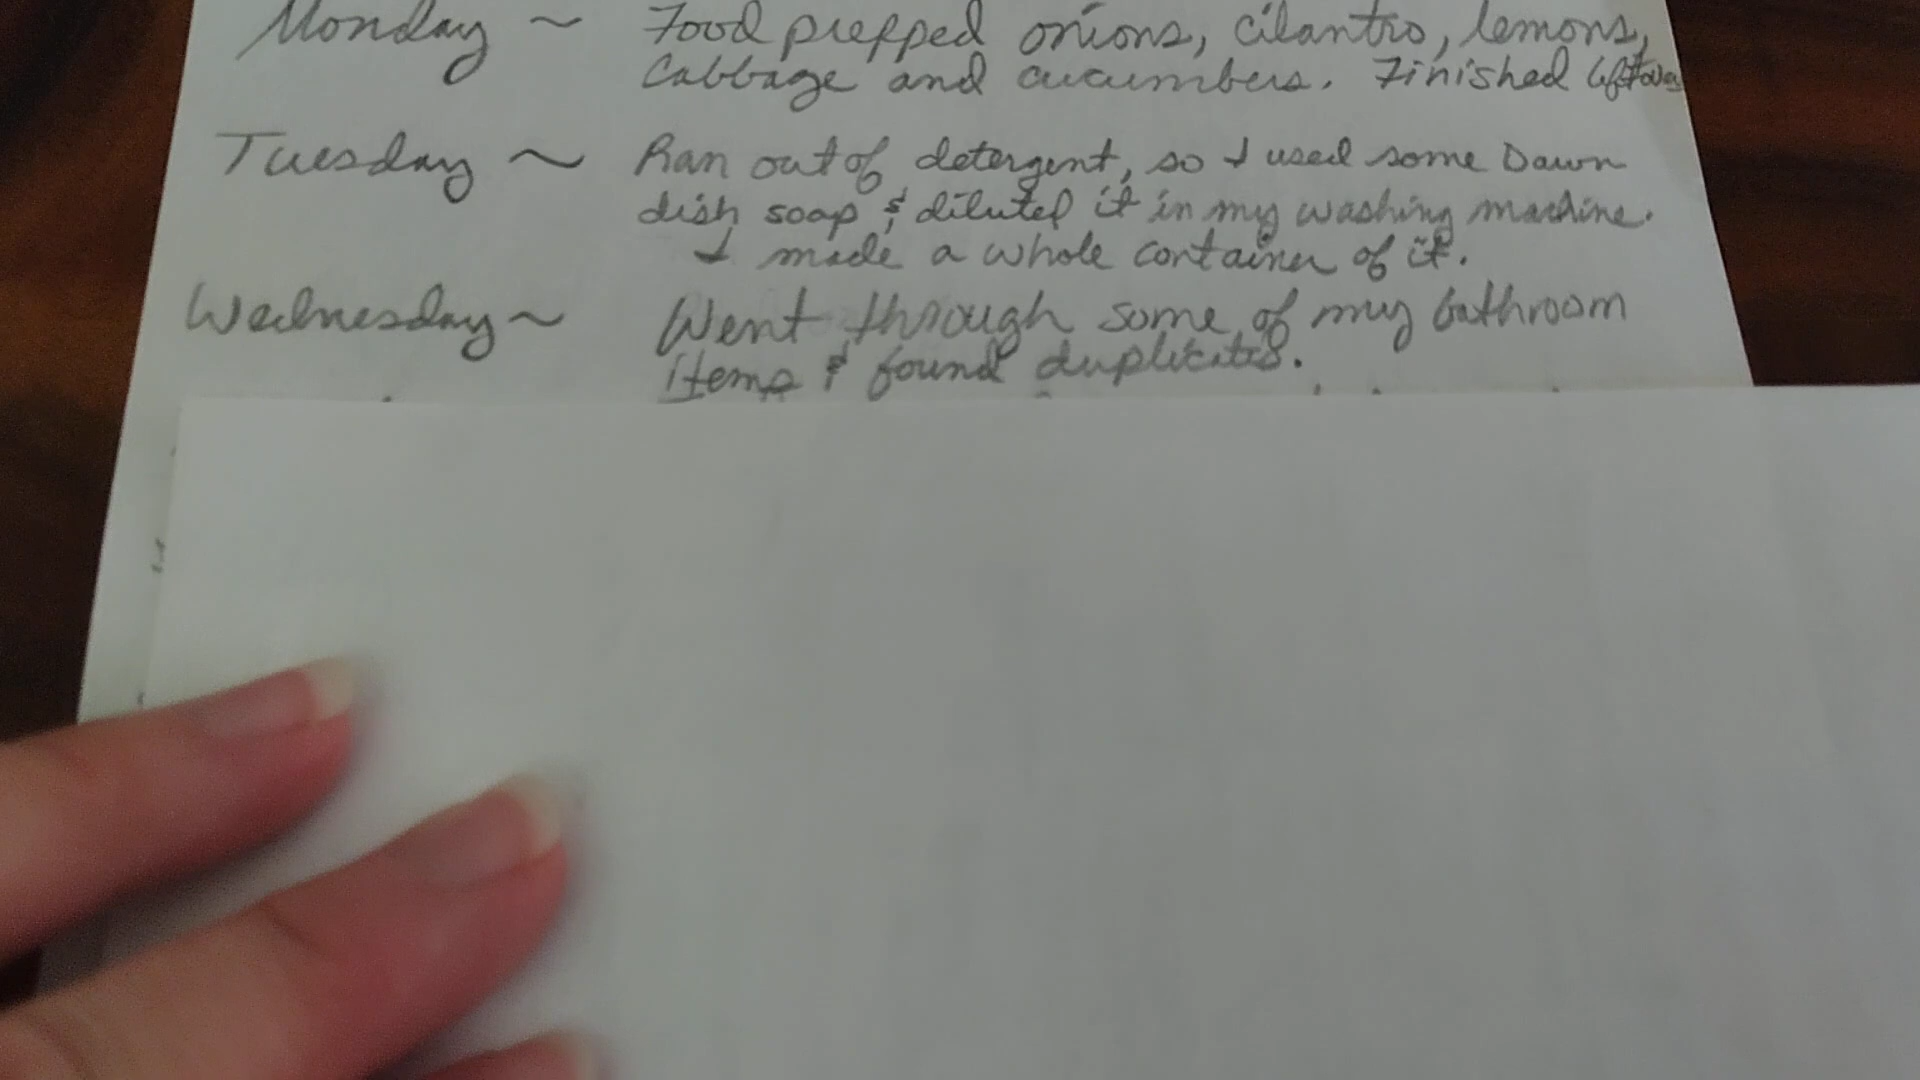 Monday ~ Food prepped onions, cilantro, lemons,
Cabbage and cucumbers. Finished leftovers
Tuesday ~ Ran out of detergent, so I used some Dawn
dish soap & diluted it in my washing machine.
I made a whole container of it.
Wednesday ~ Went through some of my bathroom
items & found duplicates.